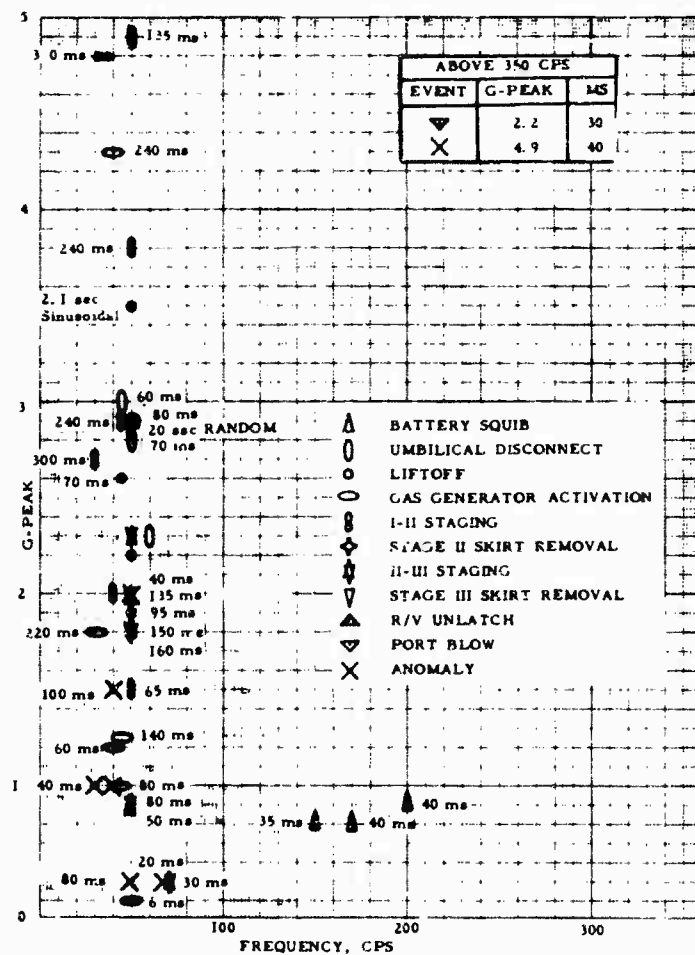 5
135 ms
3 0 ms
ABOVE 350 CPS
EVENT G-PEAK MS
2.2 30
4.9 40
240 ms
4
240 ms
2.1 sec
Sinusoidal
3
60 ms
80 ms
240 ms
20 sec RANDOM
70 ms
300 ms
70 ms
G-PEAK
BATTERY SQUIB
UMBILICAL DISCONNECT
LIFTOFF
GAS GENERATOR ACTIVATION
I-II STAGING
STAGE II SKIRT REMOVAL
II-III STAGING
STAGE III SKIRT REMOVAL
R/V UNLATCH
PORT BLOW
ANOMALY
2
40 ms
135 ms
95 ms
220 ms
150 ms
160 ms
100 ms
65 ms
140 ms
60 ms
1
40 ms
80 ms
80 ms
50 ms
35 ms
40 ms
40 ms
20 ms
80 ms
30 ms
6 ms
0
100
200
300
FREQUENCY, CPS